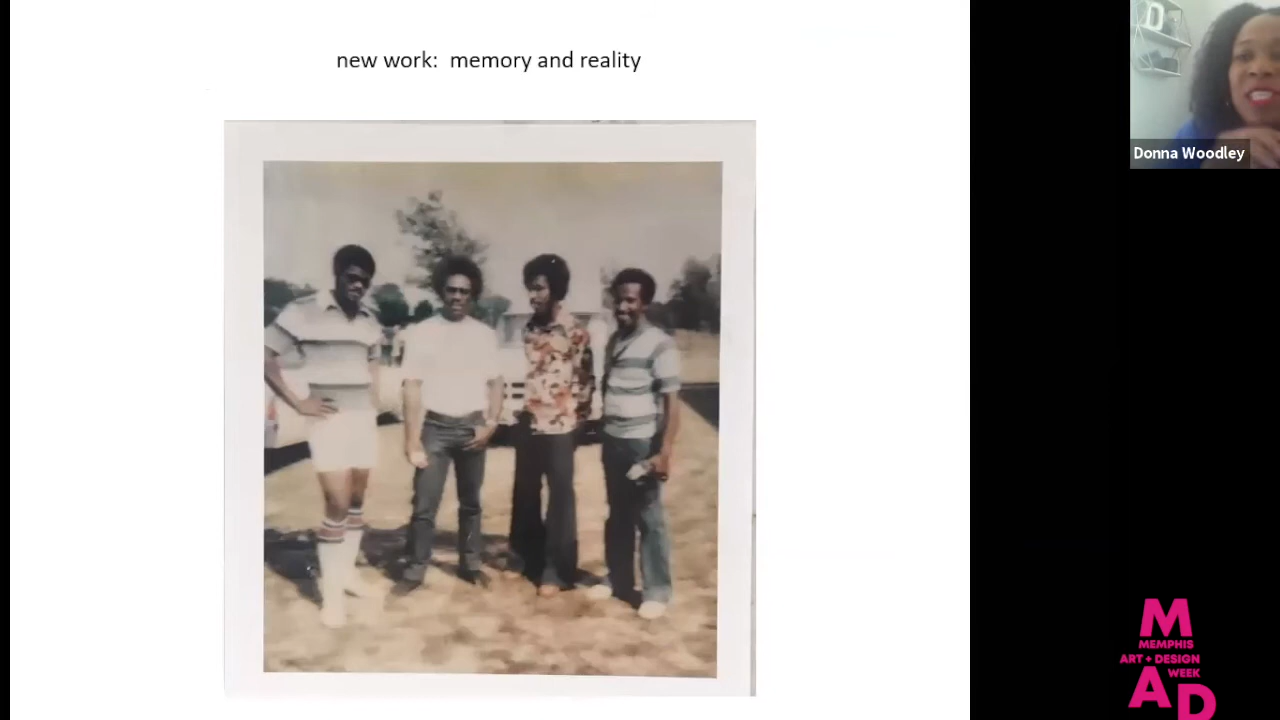 new work:  memory and reality
Donna Woodley
M
MEMPHIS
ART + DESIGN
WEEK
AD